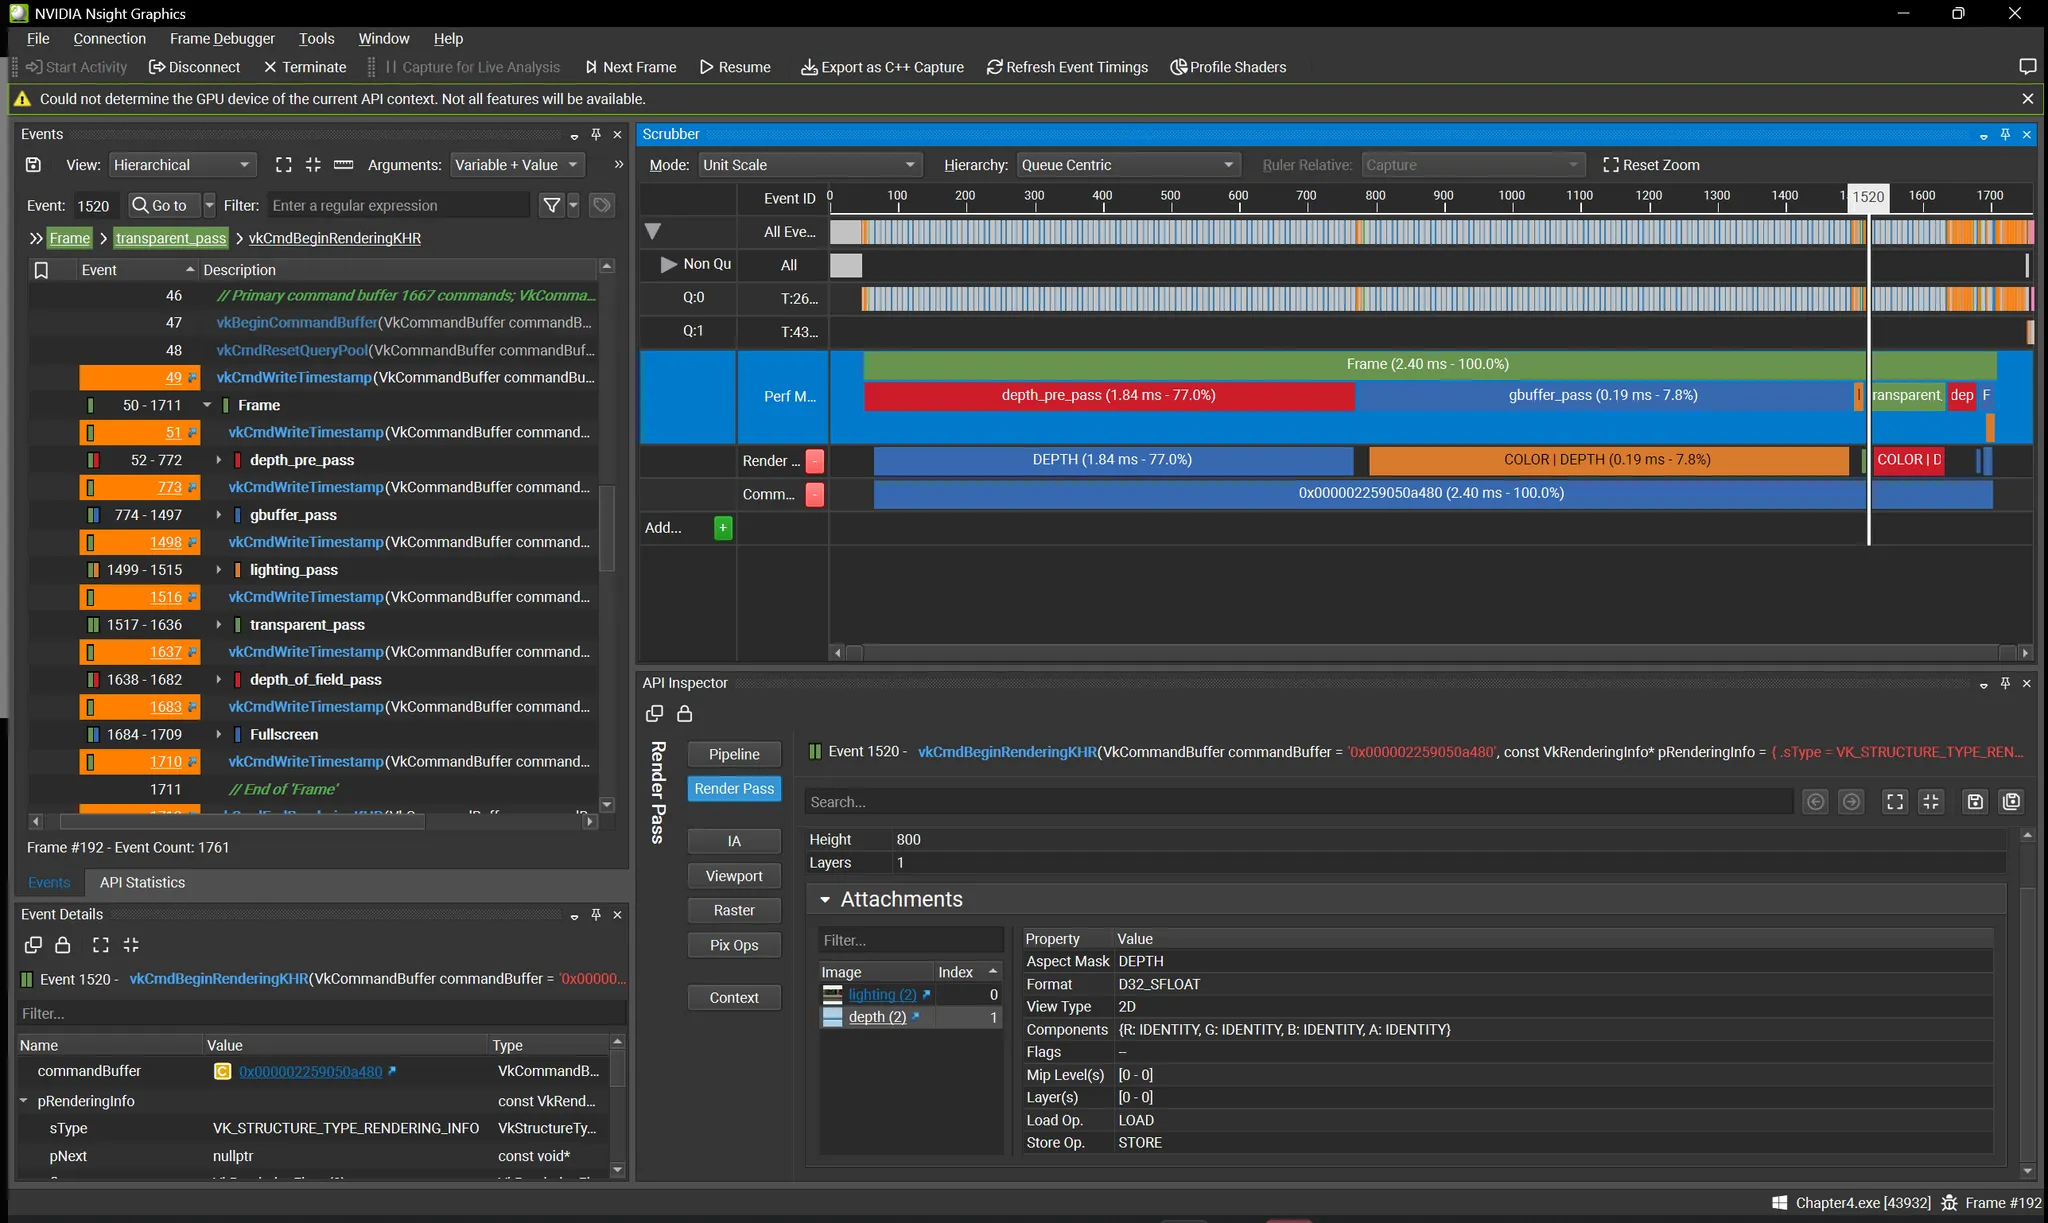 NVIDIA Nsight Graphics
File Connection Frame Debugger Tools Window Help
Start Activity Disconnect Terminate Capture for Live Analysis Next Frame Resume Export as C++ Capture Refresh Event Timings Profile Shaders
Could not determine the GPU device of the current API context. Not all features will be available.
Events
View: Hierarchical Arguments: Variable + Value »
Event: 1520 Go to Filter: Enter a regular expression
Frame > transparent_pass > vkCmdBeginRenderingKHR
Event Description
46 // Primary command buffer 1667 commands; VkComma...
47 vkBeginCommandBuffer(VkCommandBuffer commandB...
48 vkCmdResetQueryPool(VkCommandBuffer commandBuf...
49 vkCmdWriteTimestamp(VkCommandBuffer commandBu...
50 - 1711 Frame
51 vkCmdWriteTimestamp(VkCommandBuffer command...
52 - 772 depth_pre_pass
773 vkCmdWriteTimestamp(VkCommandBuffer command...
774 - 1497 gbuffer_pass
1498 vkCmdWriteTimestamp(VkCommandBuffer command...
1499 - 1515 lighting_pass
1516 vkCmdWriteTimestamp(VkCommandBuffer command...
1517 - 1636 transparent_pass
1637 vkCmdWriteTimestamp(VkCommandBuffer command...
1638 - 1682 depth_of_field_pass
1683 vkCmdWriteTimestamp(VkCommandBuffer command...
1684 - 1709 Fullscreen
1710 vkCmdWriteTimestamp(VkCommandBuffer command...
1711 // End of 'Frame'
Frame #192 - Event Count: 1761
Events API Statistics
Event Details
Event 1520 - vkCmdBeginRenderingKHR(VkCommandBuffer commandBuffer = '0x00000...
Filter...
Name Value Type
commandBuffer C 0x000002259050a480 VkCommandB...
pRenderingInfo const VkRend...
sType VK_STRUCTURE_TYPE_RENDERING_INFO VkStructureTy...
pNext nullptr const void*
Scrubber
Mode: Unit Scale Hierarchy: Queue Centric Ruler Relative: Capture Reset Zoom
Event ID 0 100 200 300 400 500 600 700 800 900 1000 1100 1200 1300 1400 1520 1600 1700
All Eve...
Non Qu All
Q:0 T:26...
Q:1 T:43...
Frame (2.40 ms - 100.0%)
Perf M... depth_pre_pass (1.84 ms - 77.0%) gbuffer_pass (0.19 ms - 7.8%) l ransparent_ dep F
Render ... - DEPTH (1.84 ms - 77.0%) COLOR | DEPTH (0.19 ms - 7.8%) COLOR | D
Comm... - 0x000002259050a480 (2.40 ms - 100.0%)
Add... +
API Inspector
Render Pass
Pipeline
Render Pass
IA
Viewport
Raster
Pix Ops
Context
Event 1520 - vkCmdBeginRenderingKHR(VkCommandBuffer commandBuffer = '0x000002259050a480', const VkRenderingInfo* pRenderingInfo = { .sType = VK_STRUCTURE_TYPE_REN...
Search...
Height 800
Layers 1
Attachments
Filter...
Image Index
lighting (2) 0
depth (2) 1
Property Value
Aspect Mask DEPTH
Format D32_SFLOAT
View Type 2D
Components {R: IDENTITY, G: IDENTITY, B: IDENTITY, A: IDENTITY}
Flags --
Mip Level(s) [0 - 0]
Layer(s) [0 - 0]
Load Op. LOAD
Store Op. STORE
Chapter4.exe [43932] Frame #192